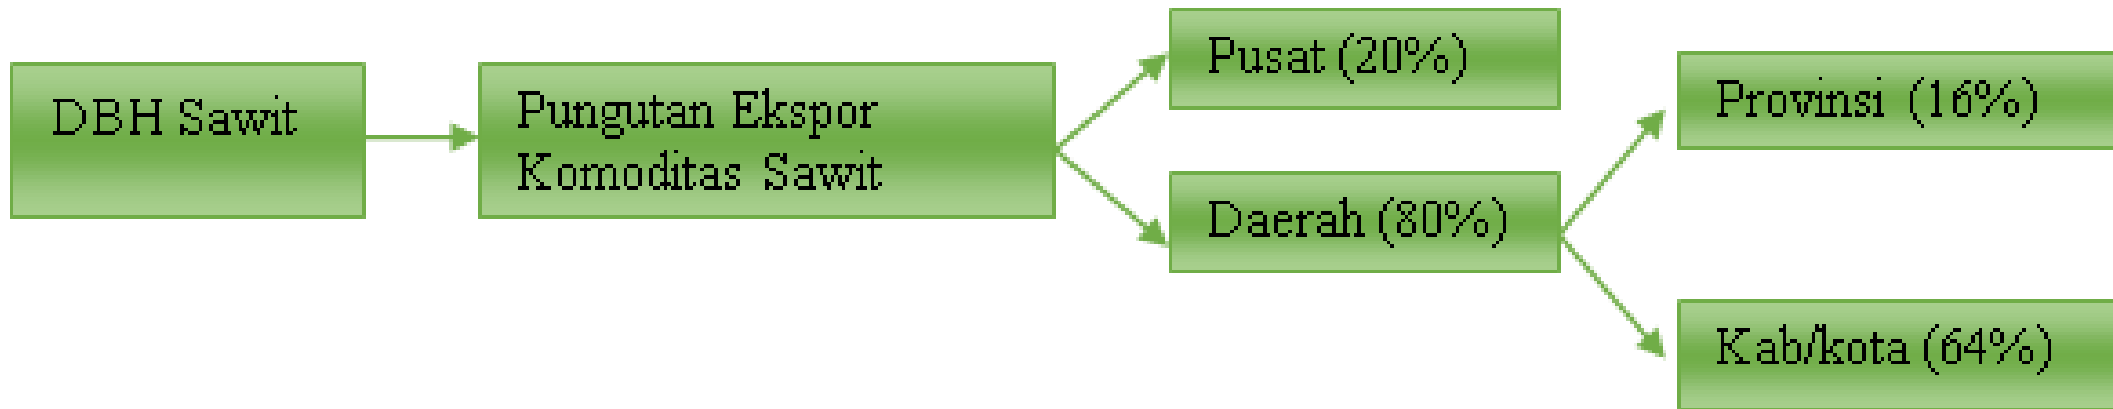 DBH Sawit
Pungutan Ekspor
Komoditas Sawit
Pusat (20%)
Daerah (80%)
Provinsi (16%)
Kab/kota (64%)